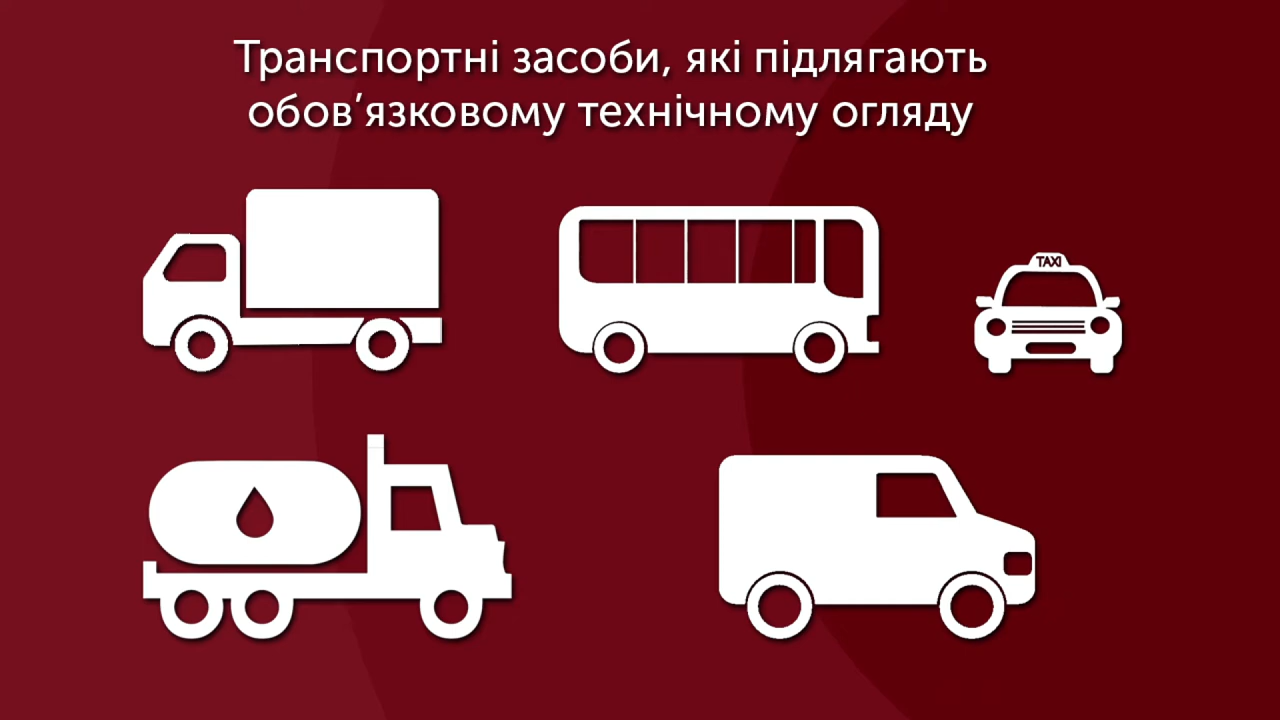 Транспортні засоби, які підлягають
обов’язковому технічному огляду
TAXI